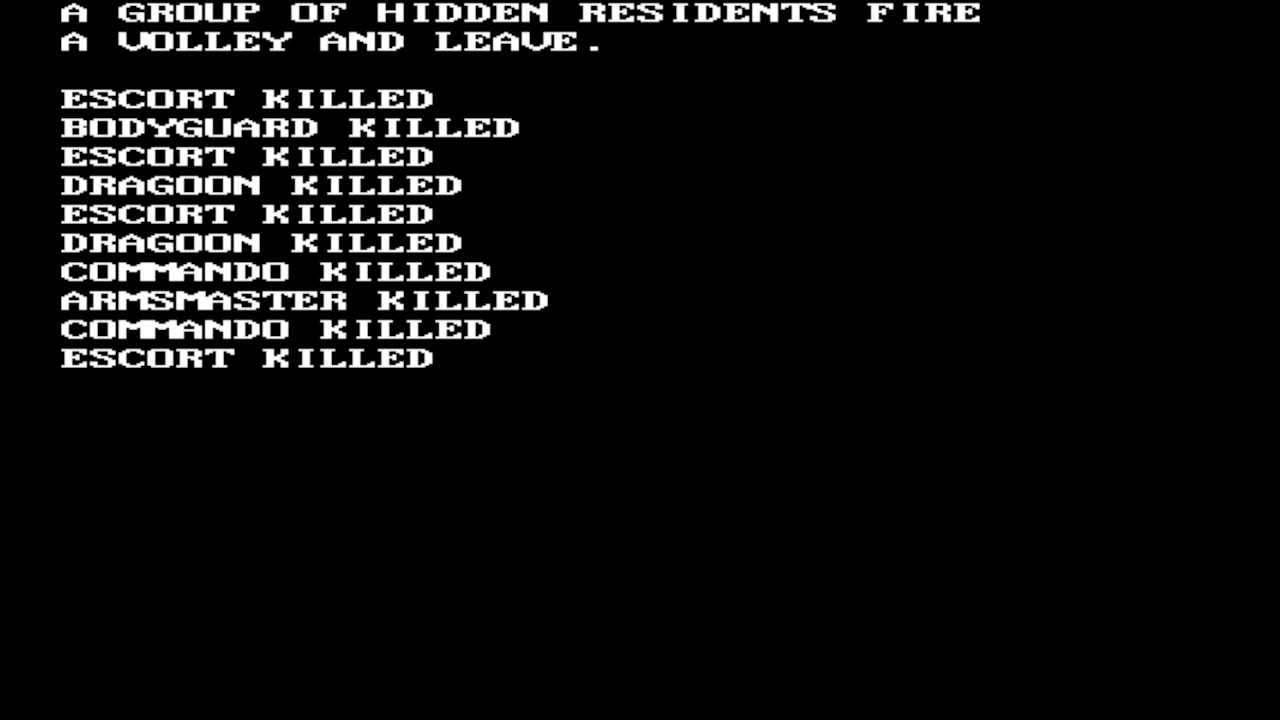 A GROUP OF HIDDEN RESIDENTS FIRE
A VOLLEY AND LEAVE.
ESCORT KILLED
BODYGUARD KILLED
ESCORT KILLED
DRAGOON KILLED
ESCORT KILLED
DRAGOON KILLED
COMMANDO KILLED
ARMSMASTER KILLED
COMMANDO KILLED
ESCORT KILLED